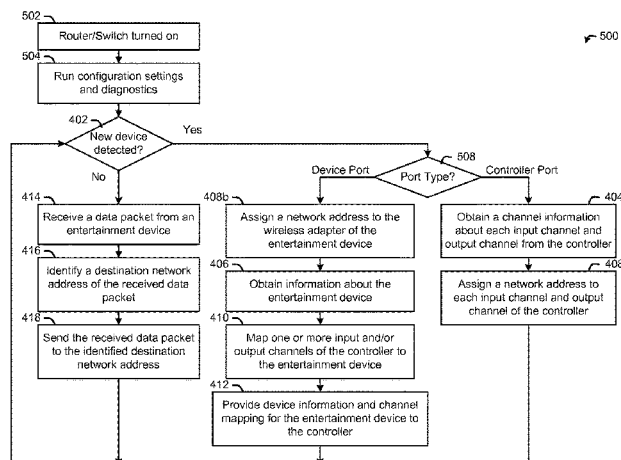 502
Router/Switch turned on
500
504
Run configuration settings
and diagnostics
402
New device
detected?
Yes
No
508
Port Type?
Device Port
Controller Port
414
Receive a data packet from an
entertainment device
416
Identify a destination network
address of the received data
packet
418
Send the received data packet
to the identified destination
network address
408b
Assign a network address to the
wireless adapter of the
entertainment device
406
Obtain information about the
entertainment device
410
Map one or more input and/or
output channels of the controller to
the entertainment device
412
Provide device information and channel
mapping for the entertainment device to
the controller
404
Obtain a channel information
about each input channel and
output channel from the controller
408
Assign a network address to
each input channel and output
channel of the controller